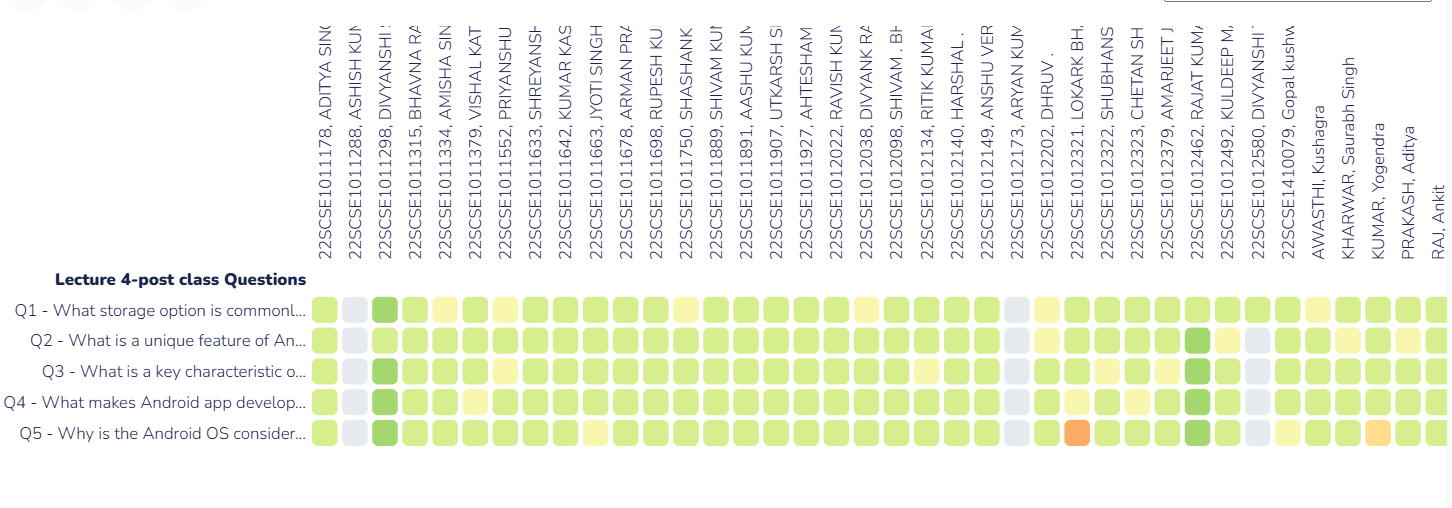 22SCSE1011178, ADITYA SING
22SCSE1011288, ASHISH KUM
22SCSE1011298, DIVYANSHI
22SCSE1011315, BHAVNA RA
22SCSE1011334, AMISHA SIN
22SCSE1011379, VISHAL KAT
22SCSE1011552, PRIYANSHU
22SCSE1011633, SHREYANSH
22SCSE1011642, KUMAR KAS
22SCSE1011663, JYOTI SINGH
22SCSE1011678, ARMAN PRA
22SCSE1011698, RUPESH KU
22SCSE1011750, SHASHANK
22SCSE1011889, SHIVAM KUM
22SCSE1011891, AASHU KUM
22SCSE1011907, UTKARSH SI
22SCSE1011927, AHTESHAM
22SCSE1012022, RAVISH KUM
22SCSE1012038, DIVYANK RA
22SCSE1012098, SHIVAM . BH
22SCSE1012134, RITIK KUMAI
22SCSE1012140, HARSHAL .
22SCSE1012149, ANSHU VER
22SCSE1012173, ARYAN KUM
22SCSE1012202, DHRUV .
22SCSE1012321, LOKARK BH.
22SCSE1012322, SHUBHANS
22SCSE1012323, CHETAN SH
22SCSE1012379, AMARJEET J
22SCSE1012462, RAJAT KUMA
22SCSE1012492, KULDEEP MA
22SCSE1012580, DIVYANSHI
22SCSE1410079, Gopal kushw
AWASTHI, Kushagra
KHARWAR, Saurabh Singh
KUMAR, Yogendra
PRAKASH, Aditya
RAJ, Ankit
Lecture 4-post class Questions
Q1 - What storage option is commonl...
Q2 - What is a unique feature of An...
Q3 - What is a key characteristic o...
Q4 - What makes Android app develop...
Q5 - Why is the Android OS consider...